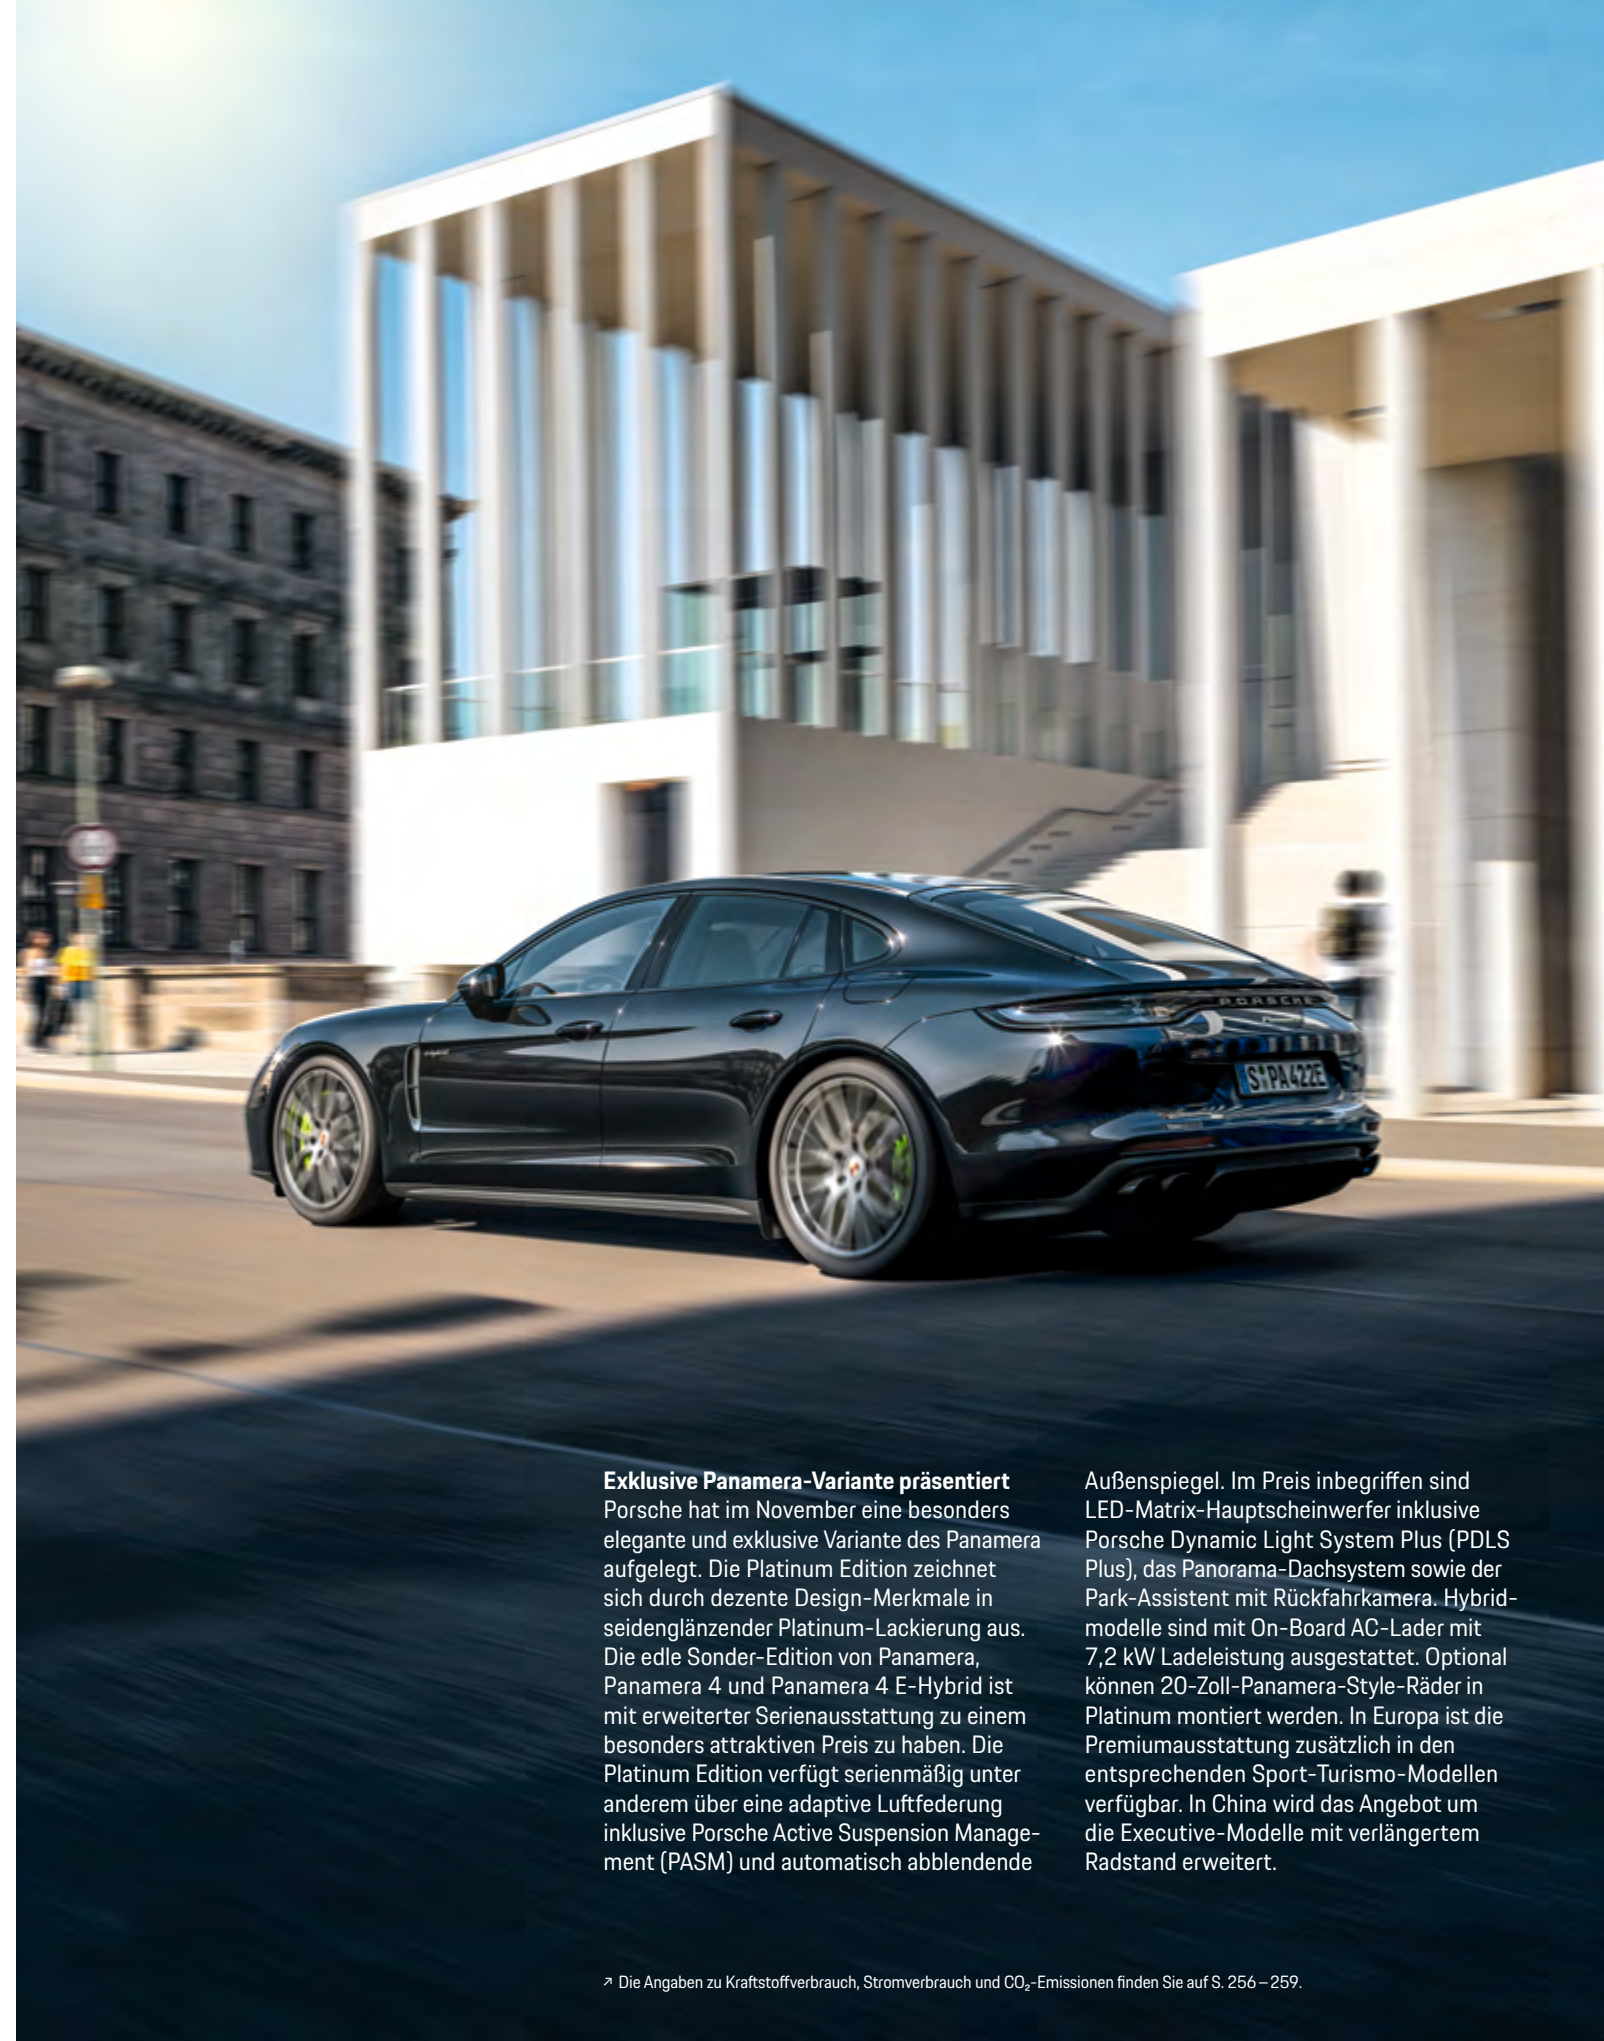 PORSCHE
S PA 422E
Exklusive Panamera-Variante präsentiert
Porsche hat im November eine besonders
elegante und exklusive Variante des Panamera
aufgelegt. Die Platinum Edition zeichnet
sich durch dezente Design-Merkmale in
seidenglänzender Platinum-Lackierung aus.
Die edle Sonder-Edition von Panamera,
Panamera 4 und Panamera 4 E-Hybrid ist
mit erweiterter Serienausstattung zu einem
besonders attraktiven Preis zu haben. Die
Platinum Edition verfügt serienmäßig unter
anderem über eine adaptive Luftfederung
inklusive Porsche Active Suspension Manage-
ment (PASM) und automatisch abblendende
Außenspiegel. Im Preis inbegriffen sind
LED-Matrix-Hauptscheinwerfer inklusive
Porsche Dynamic Light System Plus (PDLS
Plus), das Panorama-Dachsystem sowie der
Park-Assistent mit Rückfahrkamera. Hybrid-
modelle sind mit On-Board AC-Lader mit
7,2 kW Ladeleistung ausgestattet. Optional
können 20-Zoll-Panamera-Style-Räder in
Platinum montiert werden. In Europa ist die
Premiumausstattung zusätzlich in den
entsprechenden Sport-Turismo-Modellen
verfügbar. In China wird das Angebot um
die Executive-Modelle mit verlängertem
Radstand erweitert.
↗ Die Angaben zu Kraftstoffverbrauch, Stromverbrauch und CO₂-Emissionen finden Sie auf S. 256–259.